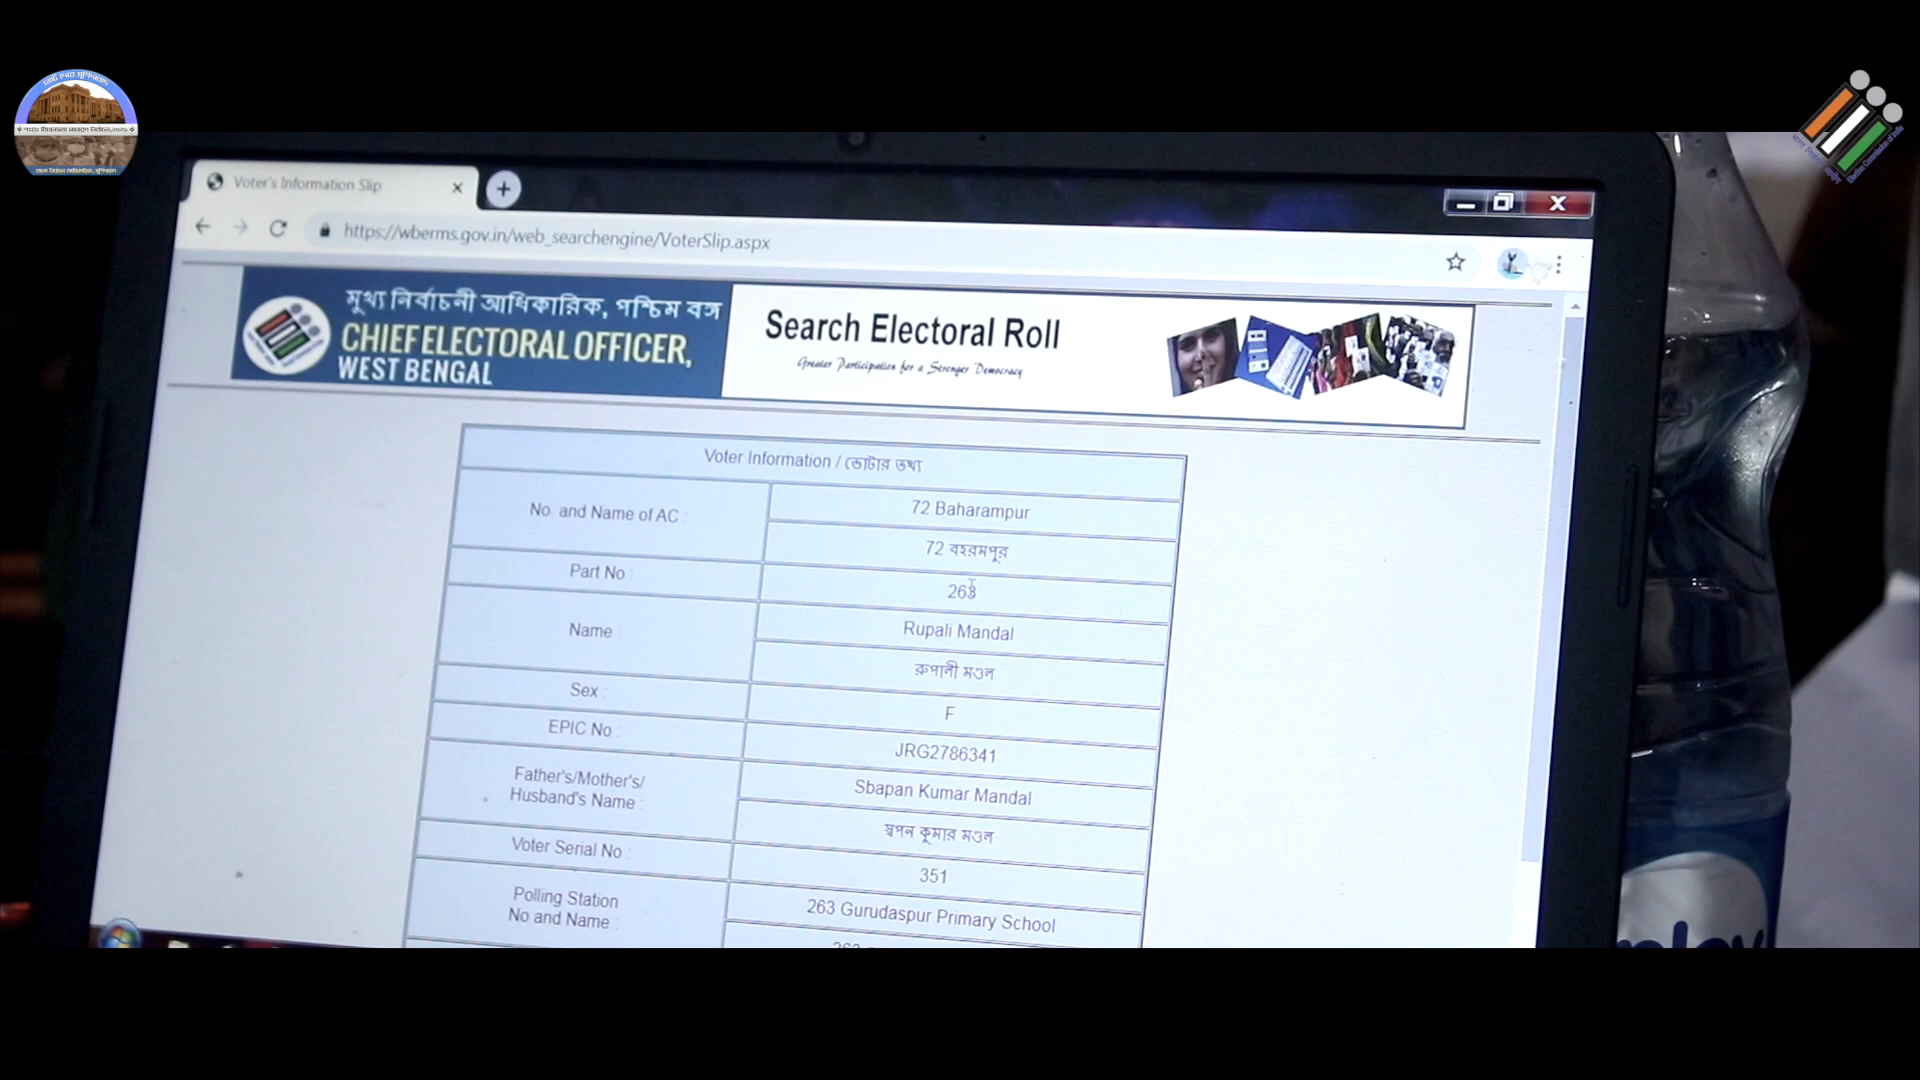 Voter's Information Slip
https://wberms.gov.in/web_searchengine/VoterSlip.aspx
মুখ্য নির্বাচনী আধিকারিক, পশ্চিম বঙ্গ
CHIEF ELECTORAL OFFICER,
WEST BENGAL
Search Electoral Roll
Greater Participation for a Stronger Democracy
Voter Information / ভোটার তথ্য
No. and Name of AC :
72 Baharampur
72 বহরমপুর
Part No :
263
Name :
Rupali Mandal
রুপালী মণ্ডল
Sex :
F
EPIC No :
JRG2786341
Father's/Mother's/
Husband's Name :
Sbapan Kumar Mandal
স্বপন কুমার মণ্ডল
Voter Serial No :
351
Polling Station
No and Name :
263 Gurudaspur Primary School